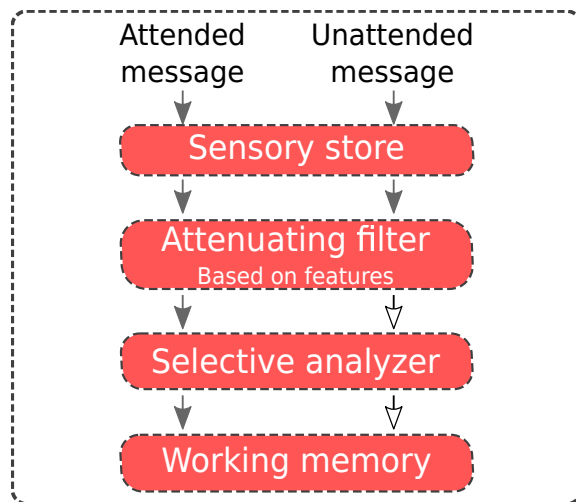 Attended Unattended
message message
Sensory store
Attenuating filter
Based on features
Selective analyzer
Working memory